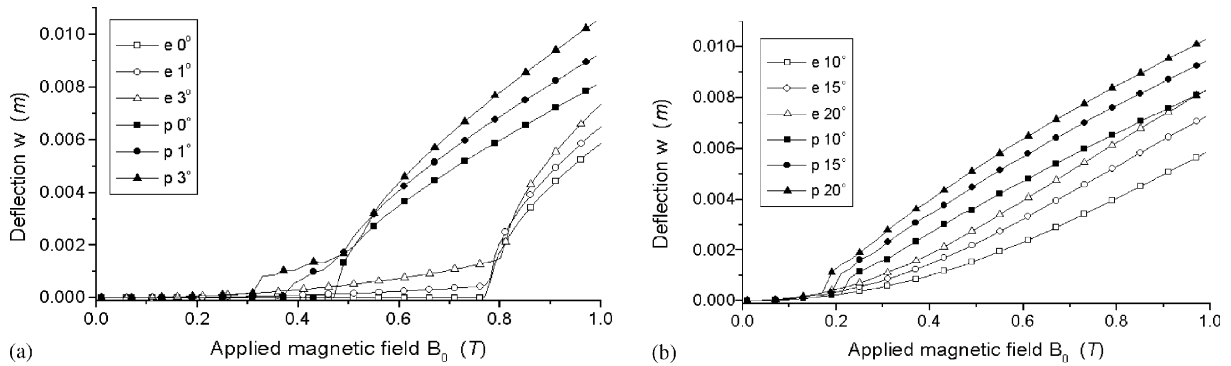 0.010
0.008
0.006
0.004
0.002
0.000
Deflection w (m)
e 0°
e 1°
e 3°
p 0°
p 1°
p 3°
0.0 0.2 0.4 0.6 0.8 1.0
Applied magnetic field B₀ (T)
(a)
0.010
0.008
0.006
0.004
0.002
0.000
Deflection w (m)
e 10°
e 15°
e 20°
p 10°
p 15°
p 20°
0.0 0.2 0.4 0.6 0.8 1.0
Applied magnetic field B₀ (T)
(b)